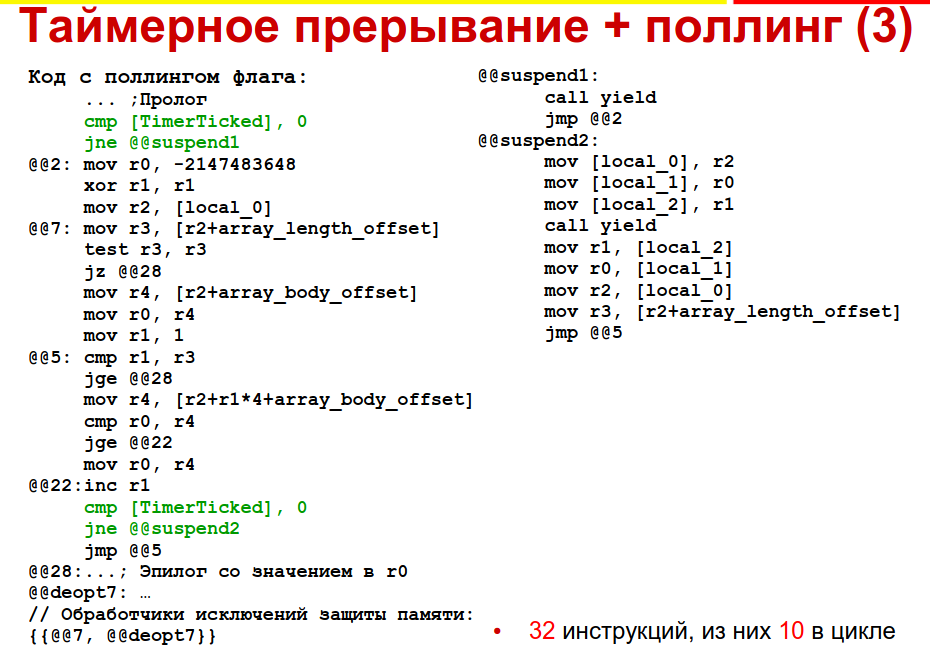 Таймерное прерывание + поллинг (3)
Код с поллингом флага:
... ;Пролог
cmp [TimerTicked], 0
jne @@suspend1
@@2: mov r0, -2147483648
xor r1, r1
mov r2, [local_0]
@@7: mov r3, [r2+array_length_offset]
test r3, r3
jz @@28
mov r4, [r2+array_body_offset]
mov r0, r4
mov r1, 1
@@5: cmp r1, r3
jge @@28
mov r4, [r2+r1*4+array_body_offset]
cmp r0, r4
jge @@22
mov r0, r4
@@22:inc r1
cmp [TimerTicked], 0
jne @@suspend2
jmp @@5
@@28:...; Эпилог со значением в r0
@@deopt7: …
// Обработчики исключений защиты памяти:
{{@@7, @@deopt7}}
@@suspend1:
call yield
jmp @@2
@@suspend2:
mov [local_0], r2
mov [local_1], r0
mov [local_2], r1
call yield
mov r1, [local_2]
mov r0, [local_1]
mov r2, [local_0]
mov r3, [r2+array_length_offset]
jmp @@5
• 32 инструкций, из них 10 в цикле